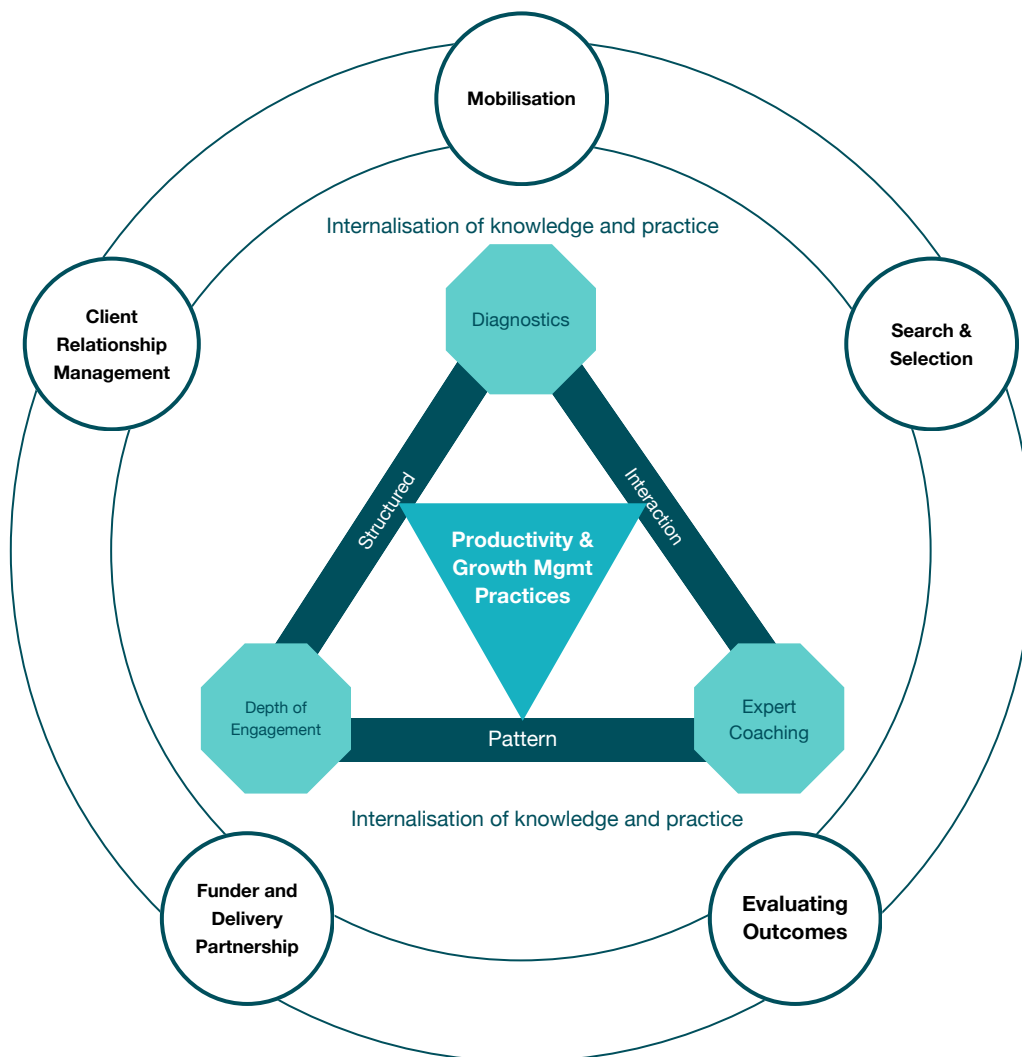 Mobilisation
Internalisation of knowledge and practice
Client
Relationship
Management
Diagnostics
Search &
Selection
Structured
Interaction
Productivity &
Growth Mgmt
Practices
Depth of
Engagement
Expert
Coaching
Pattern
Internalisation of knowledge and practice
Funder and
Delivery
Partnership
Evaluating
Outcomes